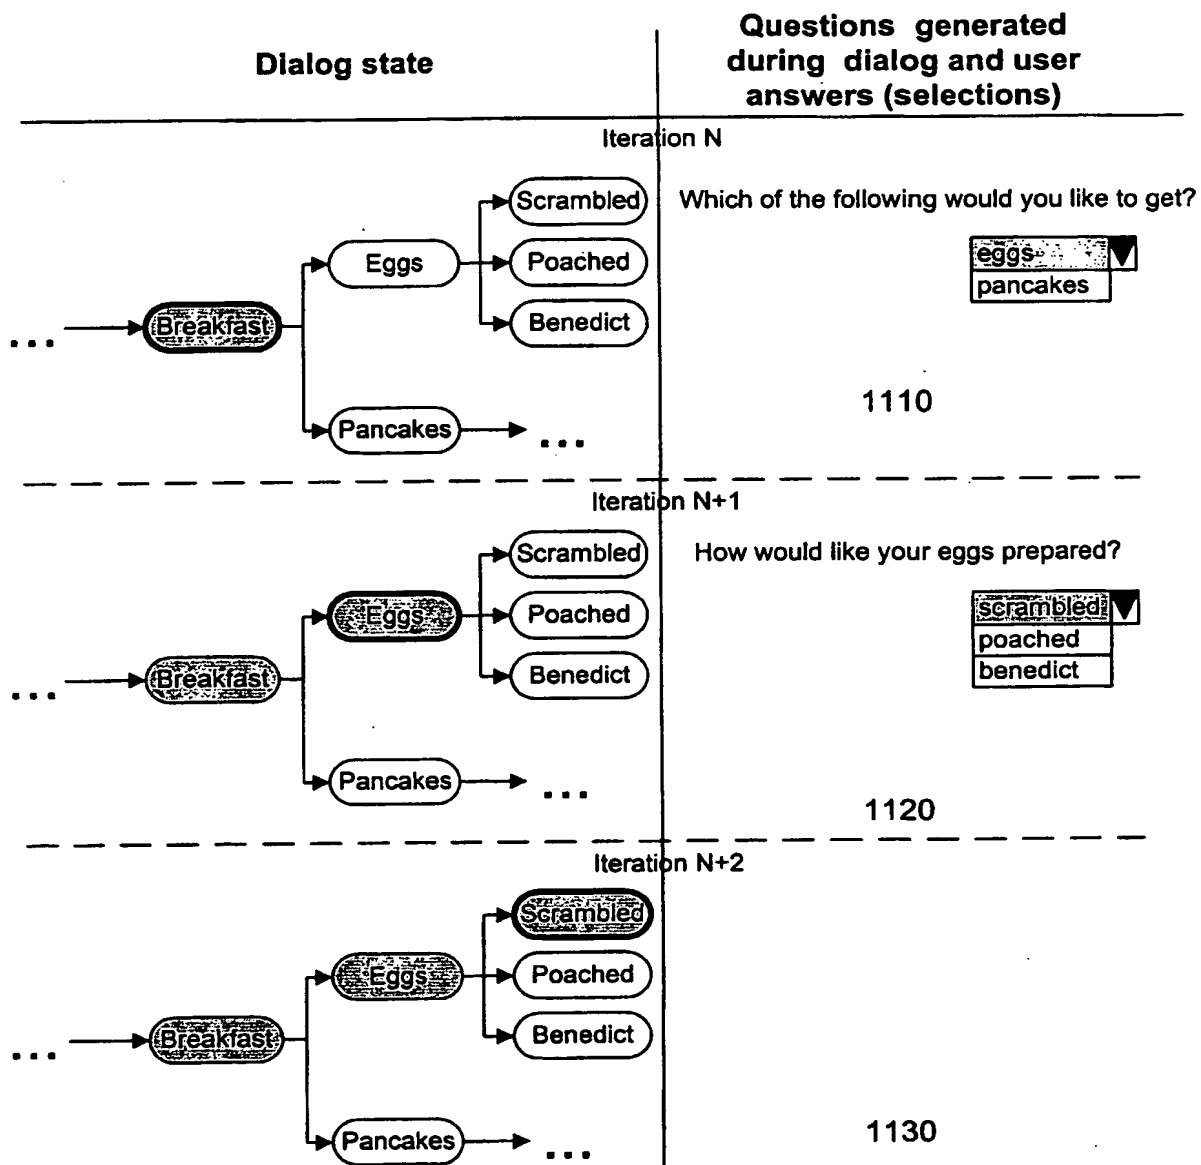 Dialog state
Questions generated
during dialog and user
answers (selections)
Iteration N
Scrambled
Eggs
Poached
Breakfast
Benedict
...
Pancakes
...
Which of the following would you like to get?
eggs
pancakes
1110
Iteration N+1
Scrambled
Eggs
Poached
Breakfast
Benedict
...
Pancakes
...
How would like your eggs prepared?
scrambled
poached
benedict
1120
Iteration N+2
Scrambled
Eggs
Poached
Breakfast
Benedict
...
Pancakes
...
1130